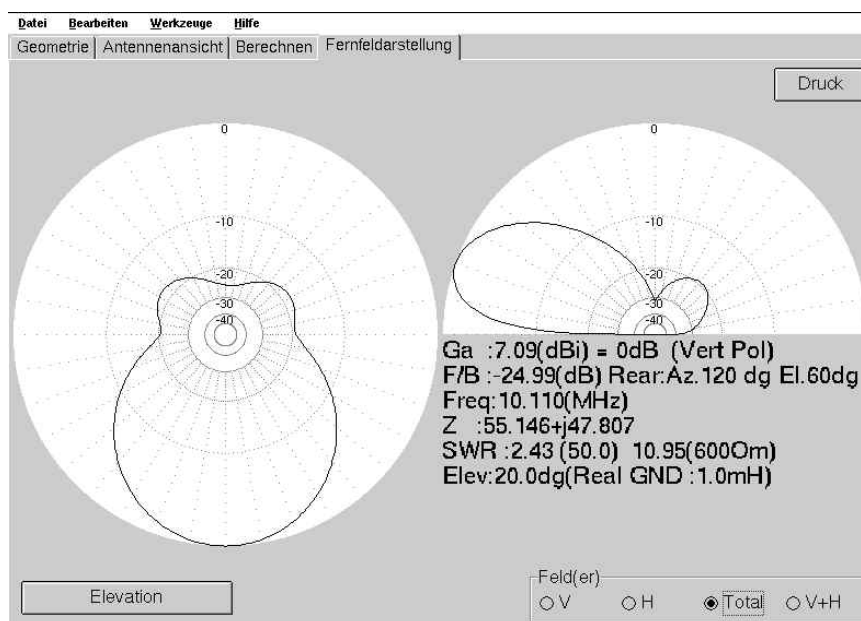 Datei Bearbeiten Werkzeuge Hilfe
Geometrie Antennenansicht Berechnen Fernfelddarstellung
Druck
0
-10
-20
-30
-40
0
-10
-20
-30
-40
Ga :7.09(dBi) = 0dB (Vert Pol)
F/B :-24.99(dB) Rear:Az.120 dg El.60dg
Freq:10.110(MHz)
Z :55.146+j47.807
SWR :2.43 (50.0) 10.95(600Om)
Elev:20.0dg(Real GND :1.0mH)
Elevation
Feld(er)
V H Total V+H